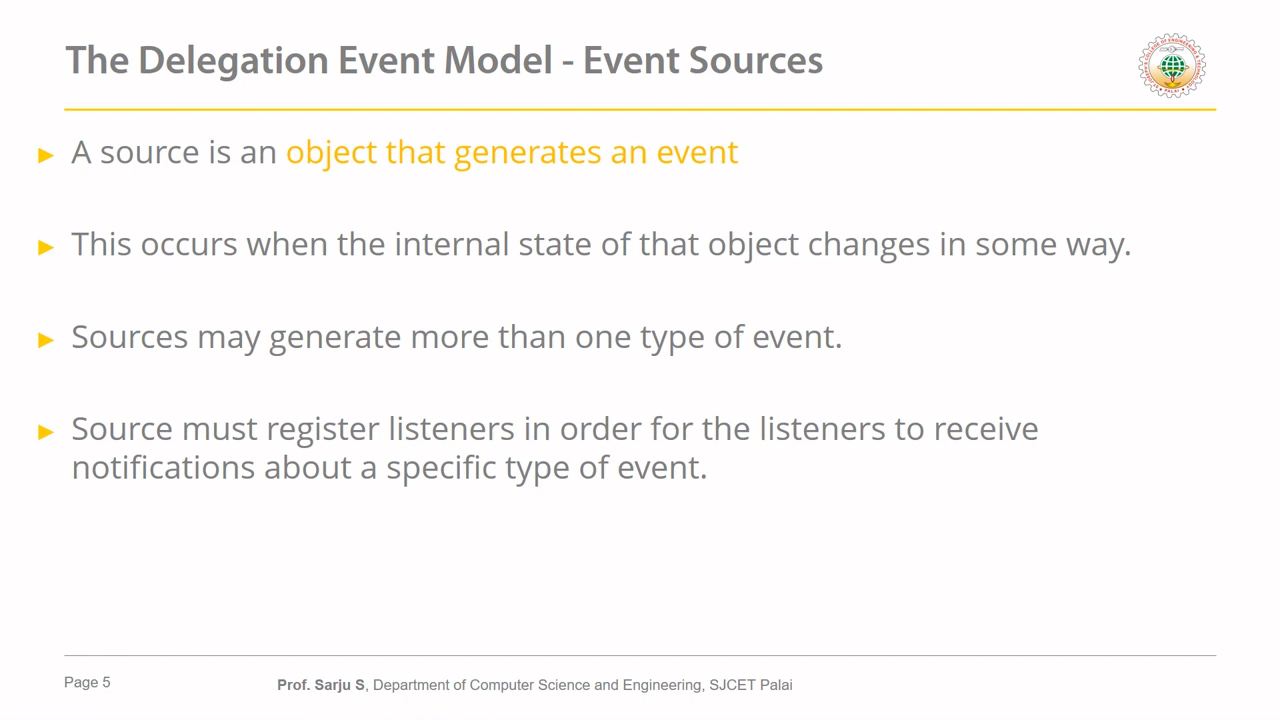 The Delegation Event Model - Event Sources
► A source is an object that generates an event
► This occurs when the internal state of that object changes in some way.
► Sources may generate more than one type of event.
► Source must register listeners in order for the listeners to receive
notifications about a specific type of event.
Page 5
Prof. Sarju S, Department of Computer Science and Engineering, SJCET Palai